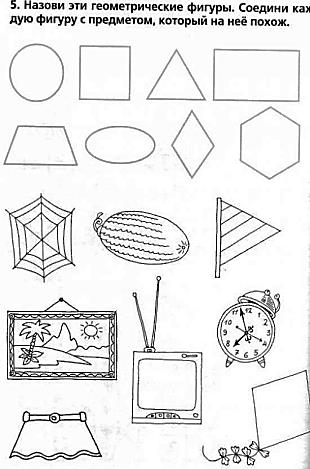 5. Назови эти геометрические фигуры. Соедини каж
дую фигуру с предметом, который на неё похож.